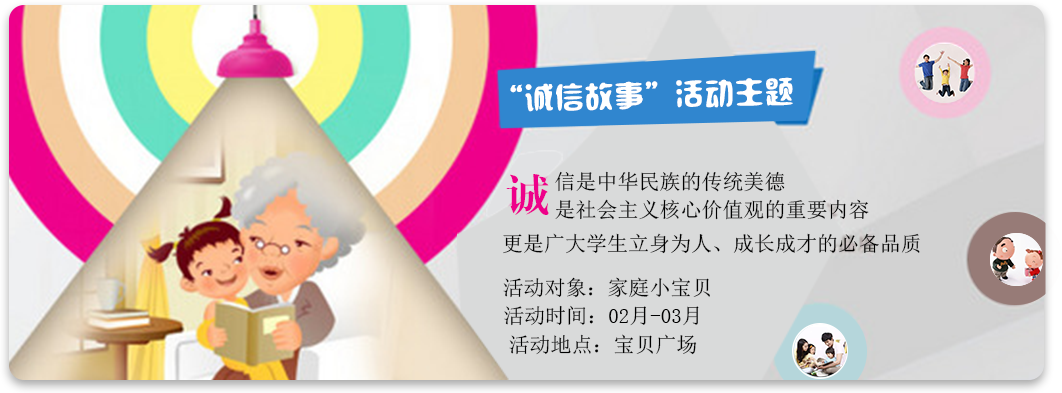 “诚信故事”活动主题
诚信是中华民族的传统美德
是社会主义核心价值观的重要内容
更是广大学生立身为人、成长成才的必备品质
活动对象：家庭小宝贝
活动时间：02月-03月
活动地点：宝贝广场